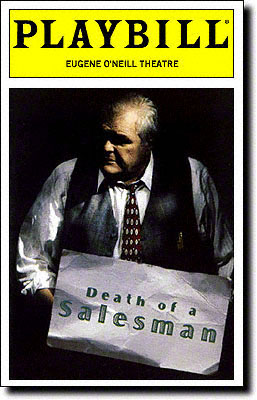 PLAYBILL®
EUGENE O'NEILL THEATRE
Death of a
salesman